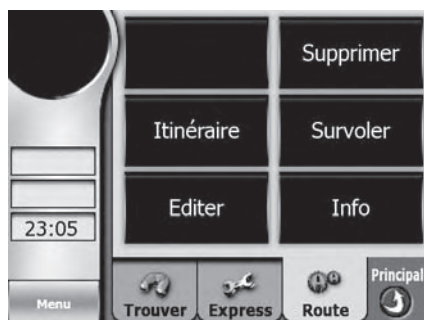 Supprimer
Itinéraire
Survoler
Editer
Info
23:05
Menu
Trouver
Express
Route
Principal